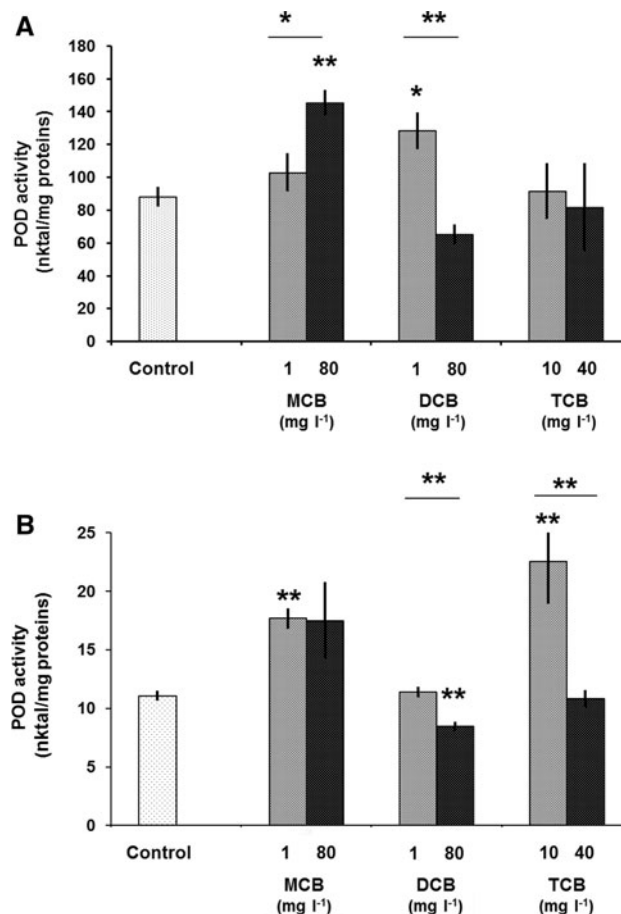 A
* **
180
160
140
120
100
80
60
40
20
0
POD activity
(nktal/mg proteins)
**
*
1 80 1 80 10 40
Control MCB DCB TCB
(mg l-1) (mg l-1) (mg l-1)
B
** **
25
20
15
10
5
0
POD activity
(nktal/mg proteins)
**
**
**
Control 1 80 1 80 10 40
MCB DCB TCB
(mg l-1) (mg l-1) (mg l-1)